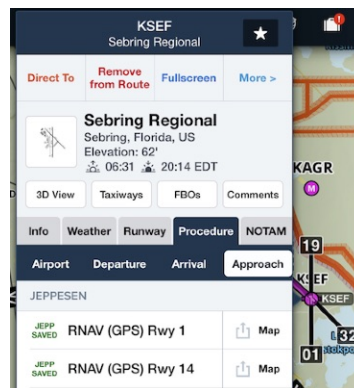 KSEF
Sebring Regional
Direct To
Remove
from Route
Fullscreen
More >
Sebring Regional
Sebring, Florida, US
Elevation: 62'
06:31 20:14 EDT
3D View Taxiways FBOs Comments
Info Weather Runway Procedure NOTAM
Airport Departure Arrival Approach
JEPPESEN
JEPP
SAVED
RNAV (GPS) Rwy 1
Map
JEPP
SAVED
RNAV (GPS) Rwy 14
Map
KAGR
M
19
KSEF
KSEF
32
01